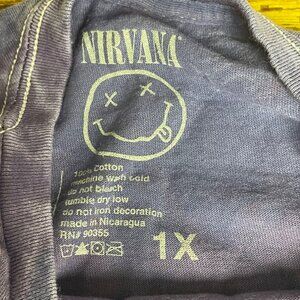 NIRVANA
100% Cotton
machine wash cold
do not bleach
tumble dry low
do not iron decoration
made in Nicaragua
RN# 90355
1X